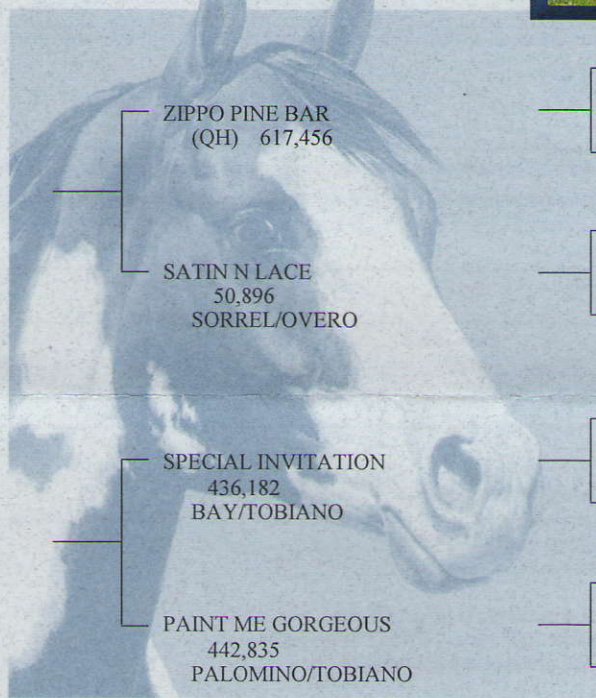 ZIPPO PINE BAR
(QH) 617,456
SATIN N LACE
50,896
SORREL/OVERO
SPECIAL INVITATION
436,182
BAY/TOBIANO
PAINT ME GORGEOUS
442,835
PALOMINO/TOBIANO